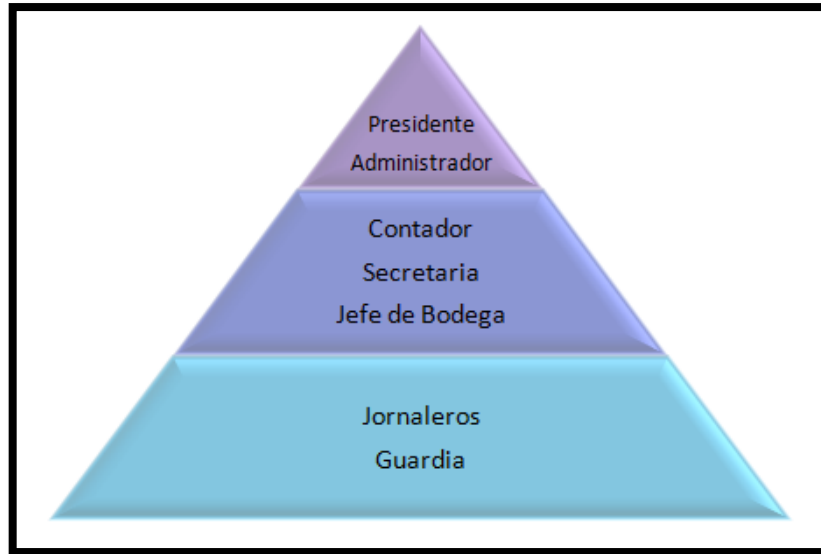 Presidente
Administrador
Contador
Secretaria
Jefe de Bodega
Jornaleros
Guardia